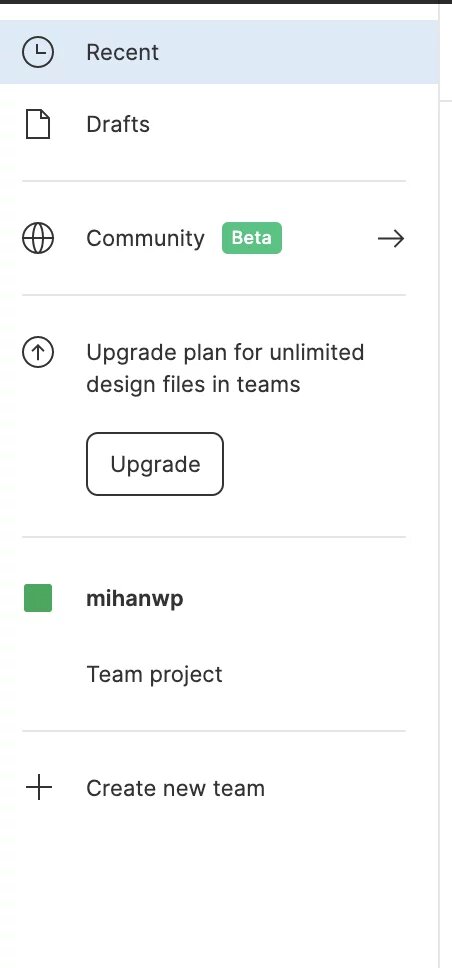 Recent
Drafts
Community Beta
Upgrade plan for unlimited
design files in teams
Upgrade
mihanwp
Team project
Create new team